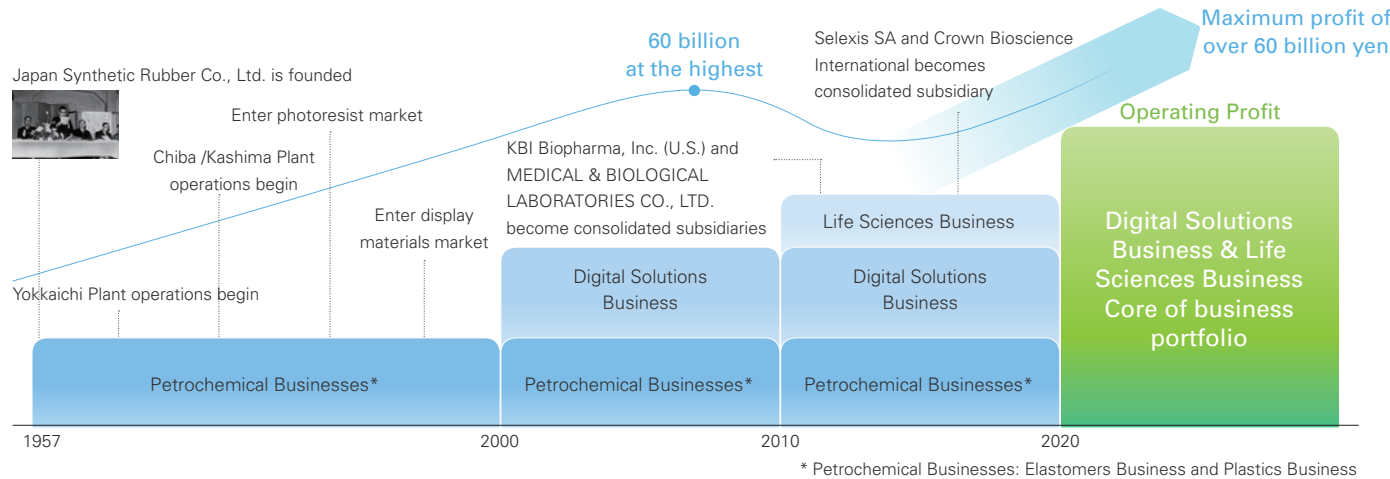 Japan Synthetic Rubber Co., Ltd. is founded
Yokkaichi Plant operations begin
Chiba /Kashima Plant
operations begin
Enter photoresist market
Enter display
materials market
60 billion
at the highest
KBI Biopharma, Inc. (U.S.) and
MEDICAL & BIOLOGICAL
LABORATORIES CO., LTD.
become consolidated subsidiaries
Selexis SA and Crown Bioscience
International becomes
consolidated subsidiary
Maximum profit of
over 60 billion yen
Operating Profit
Petrochemical Businesses*
Digital Solutions
Business
Petrochemical Businesses*
Life Sciences Business
Digital Solutions
Business
Petrochemical Businesses*
Digital Solutions
Business & Life
Sciences Business
Core of business
portfolio
1957
2000
2010
2020
* Petrochemical Businesses: Elastomers Business and Plastics Business